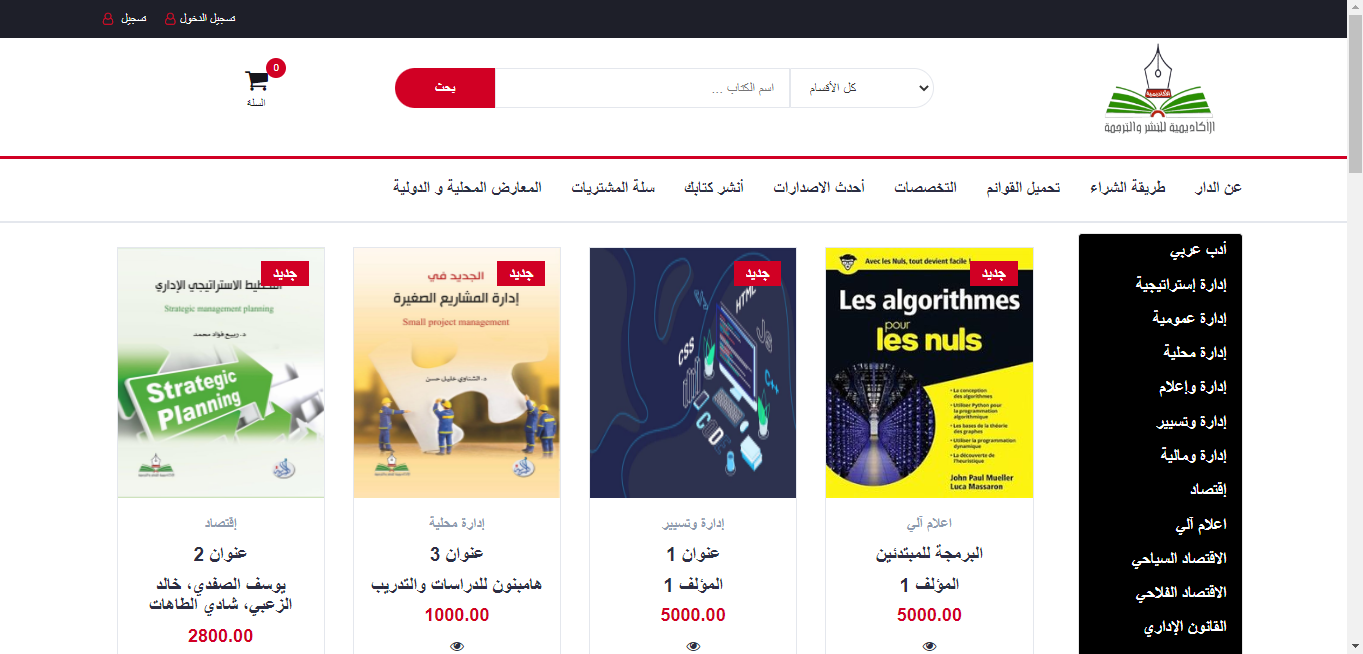 تسجيل الدخول
تسجيل
الأكاديمية
الأكاديمية للنشر والترجمة
كل الأقسام
اسم الكتاب ...
بحث
0
السلة
عن الدار
طريقة الشراء
تحميل القوائم
التخصصات
أحدث الاصدارات
أنشر كتابك
سلة المشتريات
المعارض المحلية و الدولية
أدب عربي
إدارة إستراتيجية
إدارة عمومية
إدارة محلية
إدارة وإعلام
إدارة وتسيير
إدارة ومالية
إقتصاد
اعلام آلي
الاقتصاد السياحي
الاقتصاد الفلاحي
القانون الإداري
Avec les Nuls, tout devient facile !
جديد
Les algorithmes
pour
les nuls
• La conception
des algorithmes
• Utiliser Python pour
la programmation
algorithmique
• Les bases de la théorie
des graphes
• Utiliser la programmation
dynamique
• La découverte de
l'heuristique
John Paul Mueller
Luca Massaron
اعلام آلي
البرمجة للمبتدئين
المؤلف 1
5000.00
جديد
HTML
CSS
C++
إدارة وتسيير
عنوان 1
المؤلف 1
5000.00
جديد
الجديد في
إدارة المشاريع الصغيرة
Small project management
د. الشناوي خليل حسن
إدارة محلية
عنوان 3
هامبنون للدراسات والتدريب
1000.00
جديد
الاستراتيجي الإداري
Strategic management planning
د. ربيع فؤاد محمد
Strategic
Planning
إقتصاد
عنوان 2
يوسف الصفدي، خالد
الزعبي، شادي الطاهات
2800.00